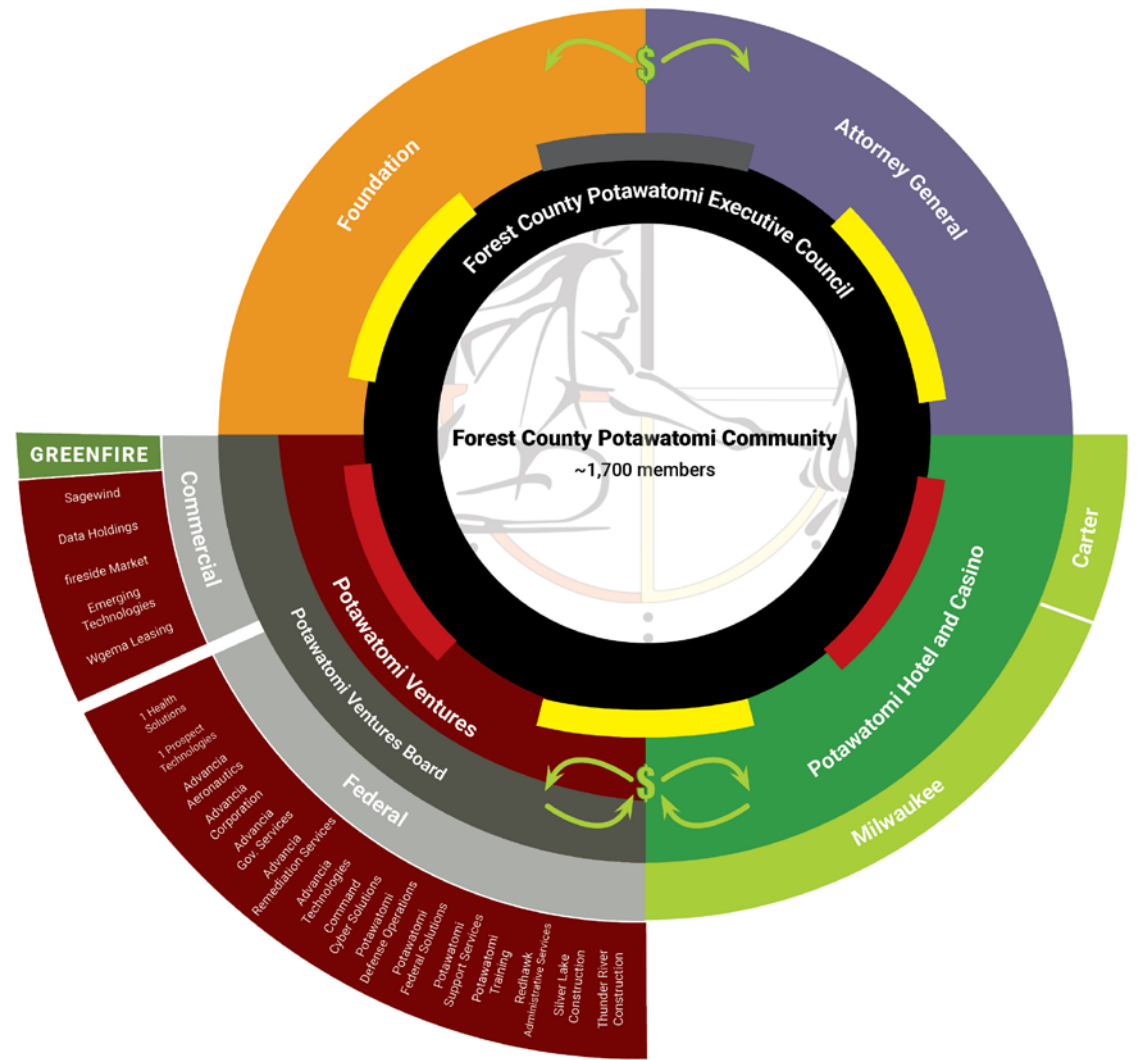 $
Foundation
Attorney General
Forest County Potawatomi Executive Council
Forest County Potawatomi Community
~1,700 members
GREENFIRE
Sagewind
Data Holdings
fireside Market
Emerging
Technologies
Wgema Leasing
Commercial
Potawatomi Ventures
Potawatomi Ventures Board
Federal
1 Health
Solutions
1 Prospect
Technologies
Advancia
Aeronautics
Advancia
Corporation
Advancia
Gov. Services
Advancia
Remediation Services
Advancia
Technologies
Command
Cyber Solutions
Potawatomi
Defense Operations
Potawatomi
Federal Solutions
Potawatomi
Support Services
Potawatomi
Training
Redhawk
Administrative Services
Silver Lake
Construction
Thunder River
Construction
$
Potawatomi Hotel and Casino
Carter
Milwaukee